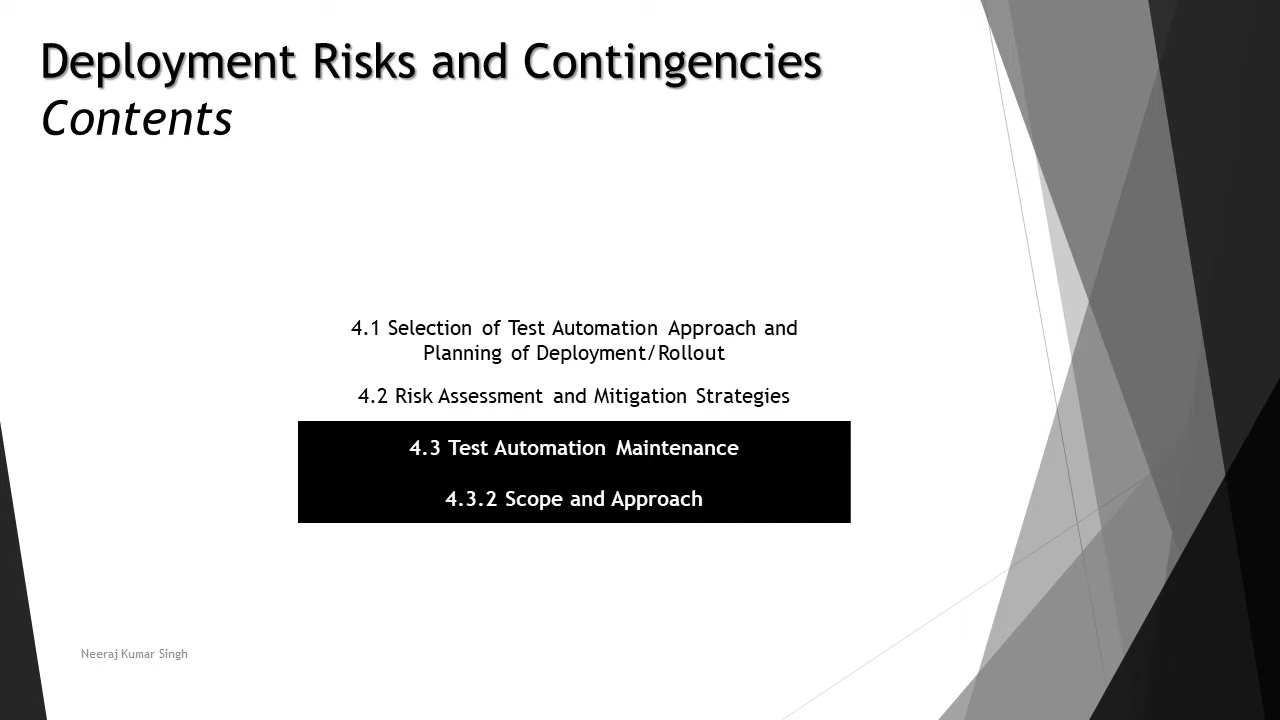 Deployment Risks and Contingencies
Contents
4.1 Selection of Test Automation Approach and
Planning of Deployment/Rollout
4.2 Risk Assessment and Mitigation Strategies
4.3 Test Automation Maintenance
4.3.2 Scope and Approach
Neeraj Kumar Singh